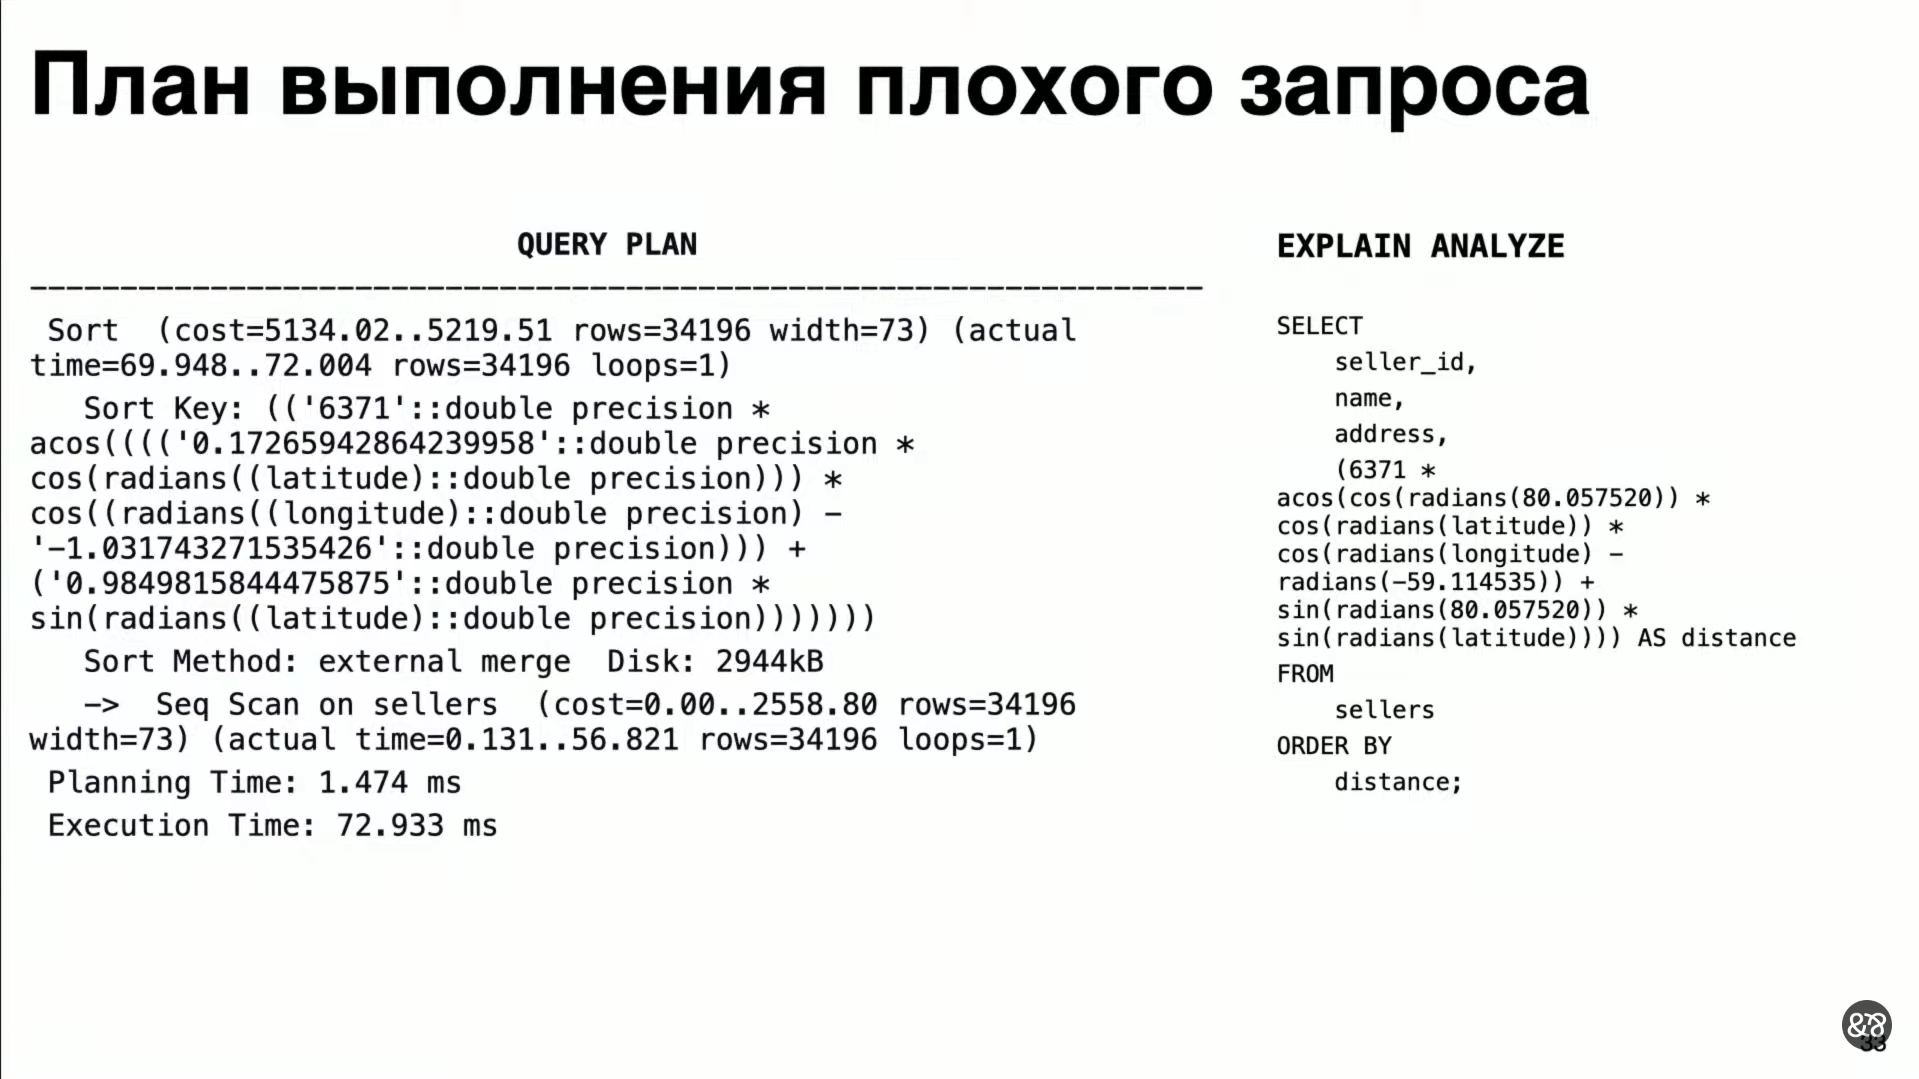 План выполнения плохого запроса
QUERY PLAN
-----------------------------------------------------------------
Sort  (cost=5134.02..5219.51 rows=34196 width=73) (actual
time=69.948..72.004 rows=34196 loops=1)
Sort Key: (('6371'::double precision *
acos(((('0.17265942864239958'::double precision *
cos(radians((latitude)::double precision))) *
cos((radians((longitude)::double precision) -
'-1.031743271535426'::double precision))) +
('0.9849815844475875'::double precision *
sin(radians((latitude)::double precision)))))))
Sort Method: external merge  Disk: 2944kB
->  Seq Scan on sellers  (cost=0.00..2558.80 rows=34196
width=73) (actual time=0.131..56.821 rows=34196 loops=1)
Planning Time: 1.474 ms
Execution Time: 72.933 ms
EXPLAIN ANALYZE
SELECT
seller_id,
name,
address,
(6371 *
acos(cos(radians(80.057520)) *
cos(radians(latitude)) *
cos(radians(longitude) -
radians(-59.114535)) +
sin(radians(80.057520)) *
sin(radians(latitude)))) AS distance
FROM
sellers
ORDER BY
distance;
33